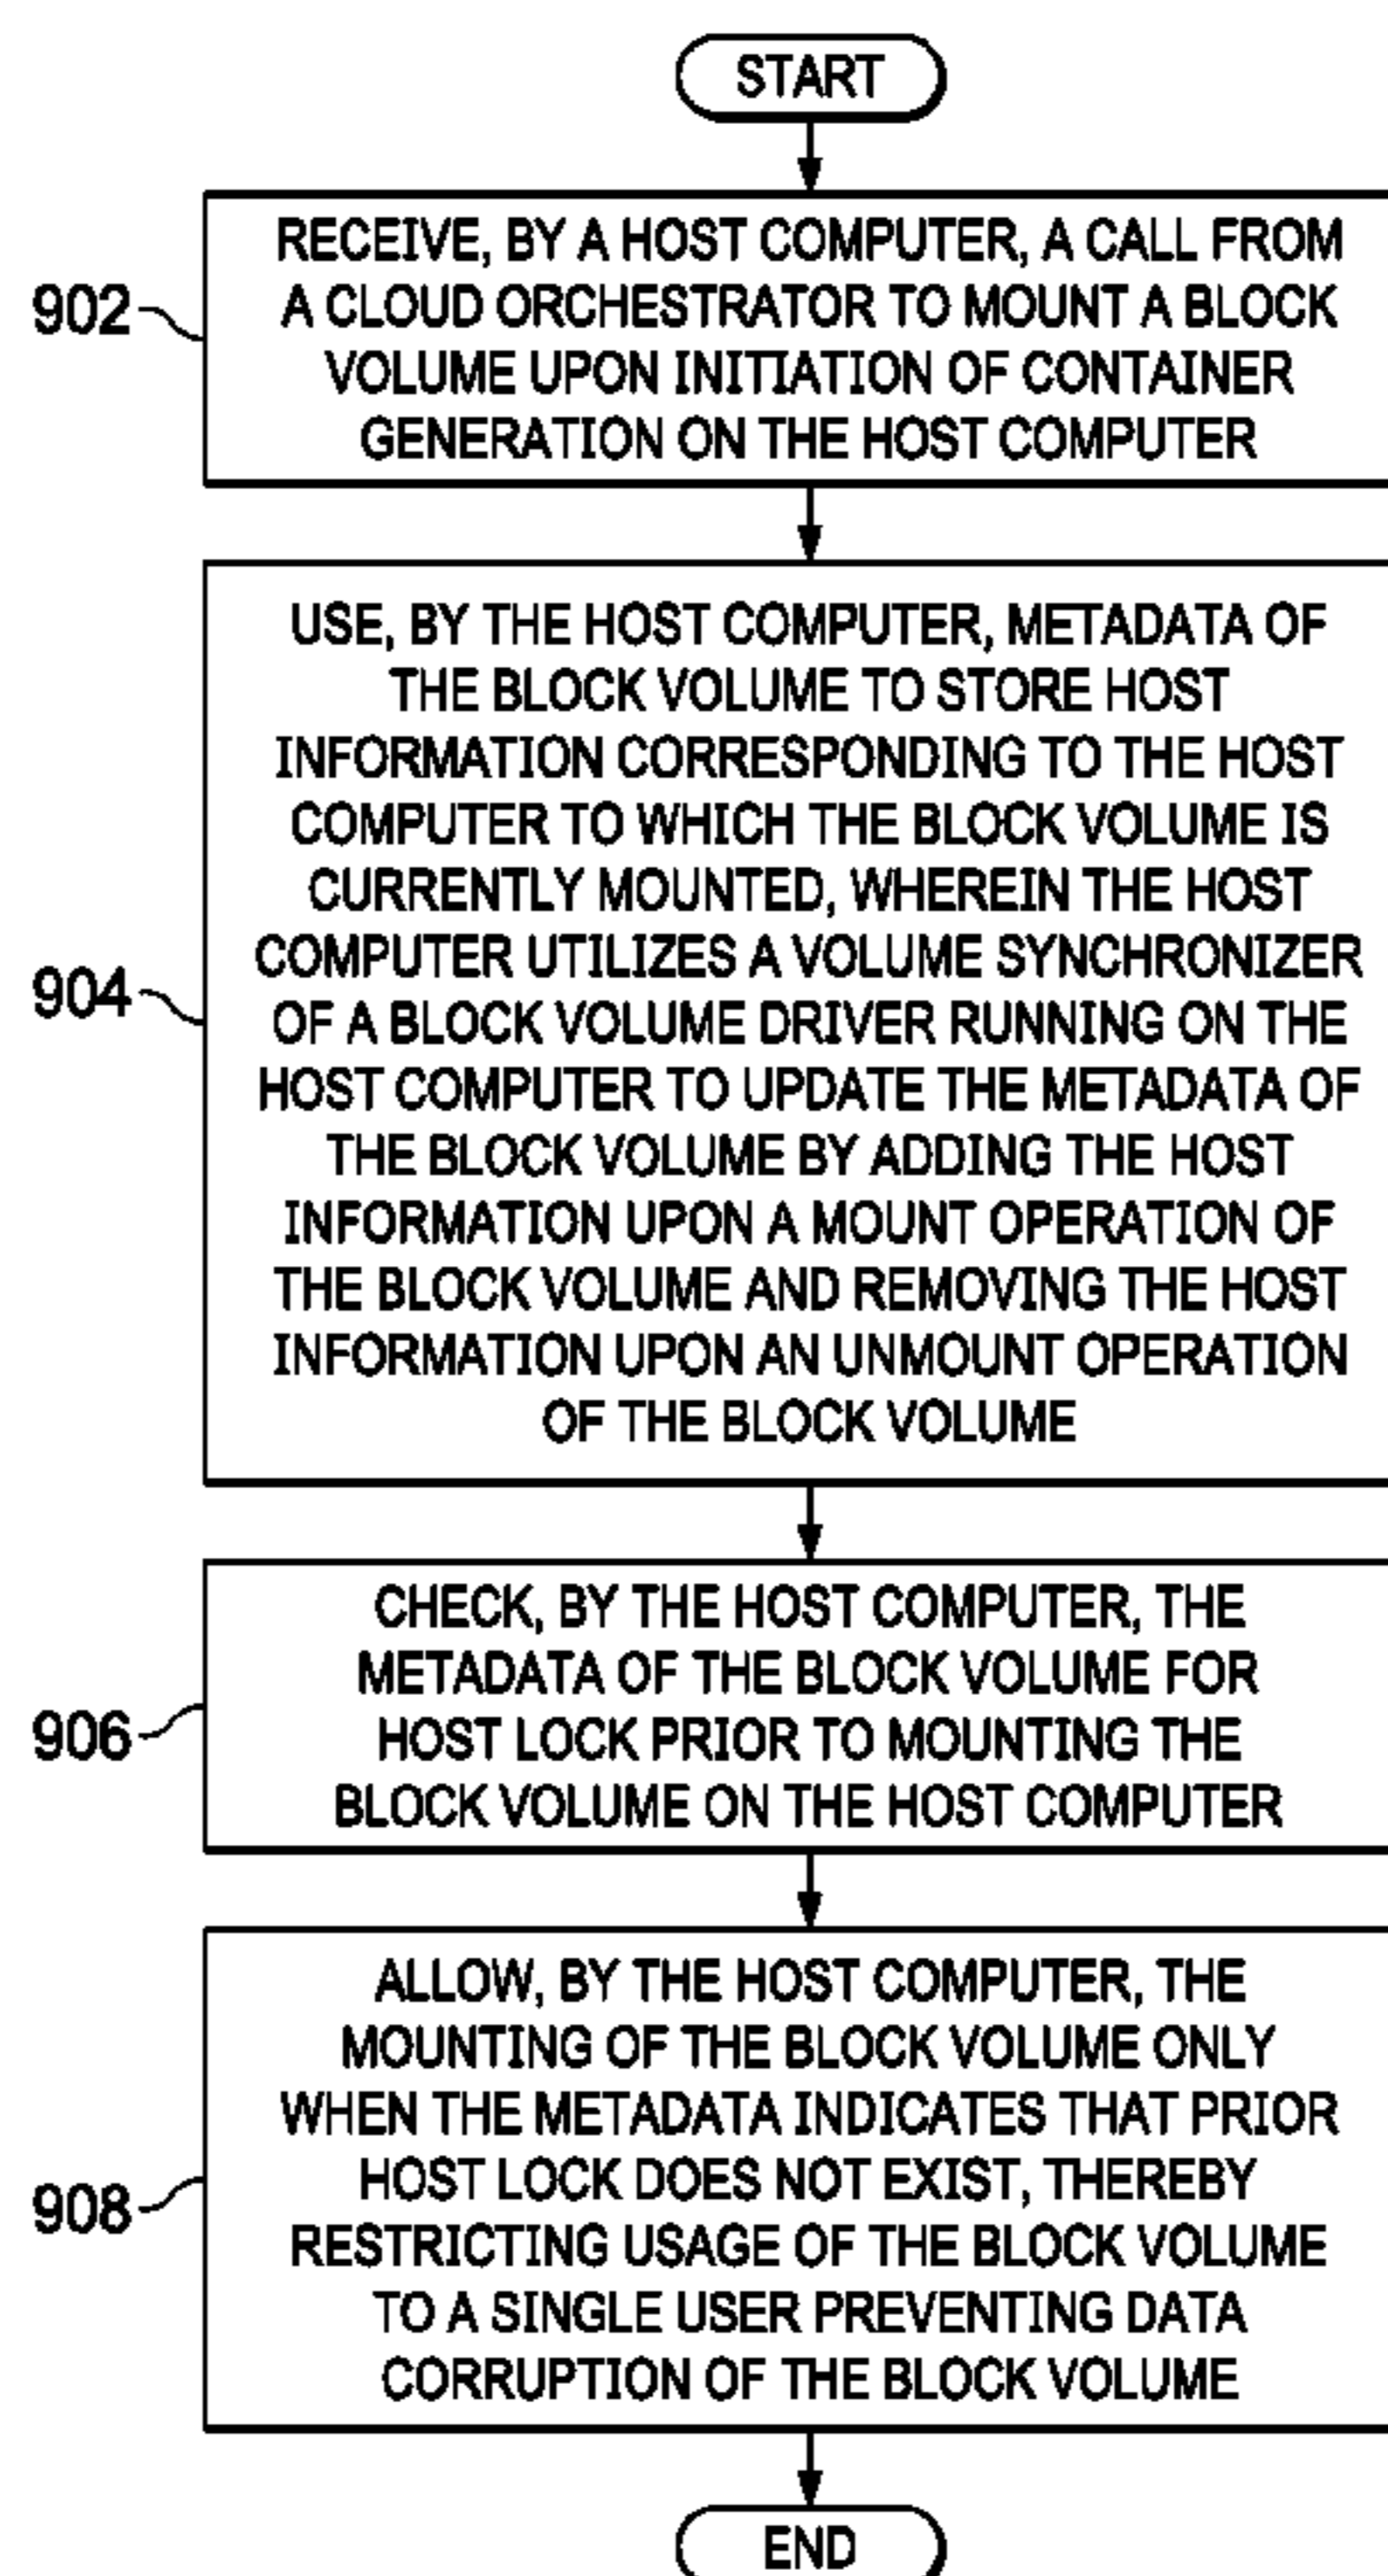 START
902
RECEIVE, BY A HOST COMPUTER, A CALL FROM
A CLOUD ORCHESTRATOR TO MOUNT A BLOCK
VOLUME UPON INITIATION OF CONTAINER
GENERATION ON THE HOST COMPUTER
904
USE, BY THE HOST COMPUTER, METADATA OF
THE BLOCK VOLUME TO STORE HOST
INFORMATION CORRESPONDING TO THE HOST
COMPUTER TO WHICH THE BLOCK VOLUME IS
CURRENTLY MOUNTED, WHEREIN THE HOST
COMPUTER UTILIZES A VOLUME SYNCHRONIZER
OF A BLOCK VOLUME DRIVER RUNNING ON THE
HOST COMPUTER TO UPDATE THE METADATA OF
THE BLOCK VOLUME BY ADDING THE HOST
INFORMATION UPON A MOUNT OPERATION OF
THE BLOCK VOLUME AND REMOVING THE HOST
INFORMATION UPON AN UNMOUNT OPERATION
OF THE BLOCK VOLUME
906
CHECK, BY THE HOST COMPUTER, THE
METADATA OF THE BLOCK VOLUME FOR
HOST LOCK PRIOR TO MOUNTING THE
BLOCK VOLUME ON THE HOST COMPUTER
908
ALLOW, BY THE HOST COMPUTER, THE
MOUNTING OF THE BLOCK VOLUME ONLY
WHEN THE METADATA INDICATES THAT PRIOR
HOST LOCK DOES NOT EXIST, THEREBY
RESTRICTING USAGE OF THE BLOCK VOLUME
TO A SINGLE USER PREVENTING DATA
CORRUPTION OF THE BLOCK VOLUME
END